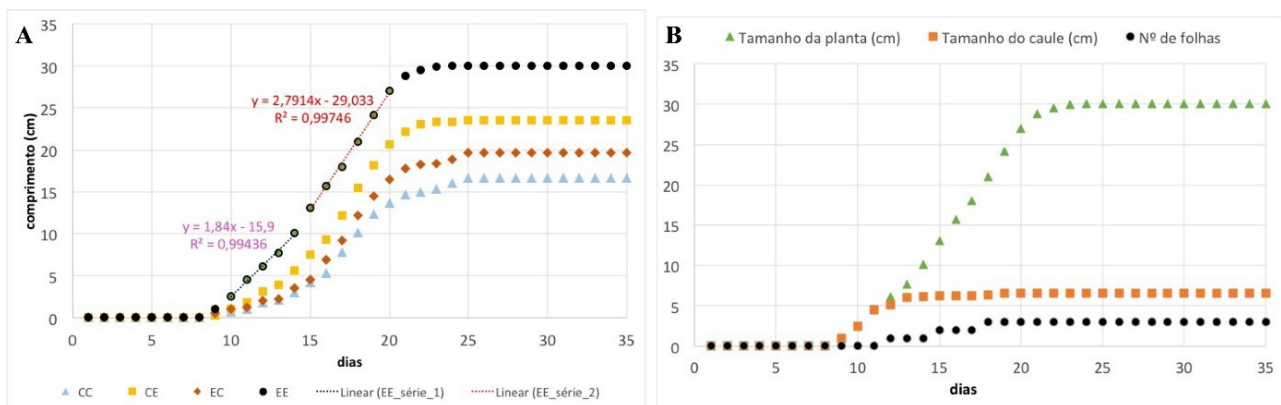 A
35
30
25
20
15
10
5
0
comprimento (cm)
y = 2,7914x - 29,033
R² = 0,99746
y = 1,84x - 15,9
R² = 0,99436
0 5 10 15 20 25 30 35
dias
CC CE EC EE Linear (EE_série_1) Linear (EE_série_2)
B
Tamanho da planta (cm) Tamanho do caule (cm) Nº de folhas
35
30
25
20
15
10
5
0
0 5 10 15 20 25 30 35
dias